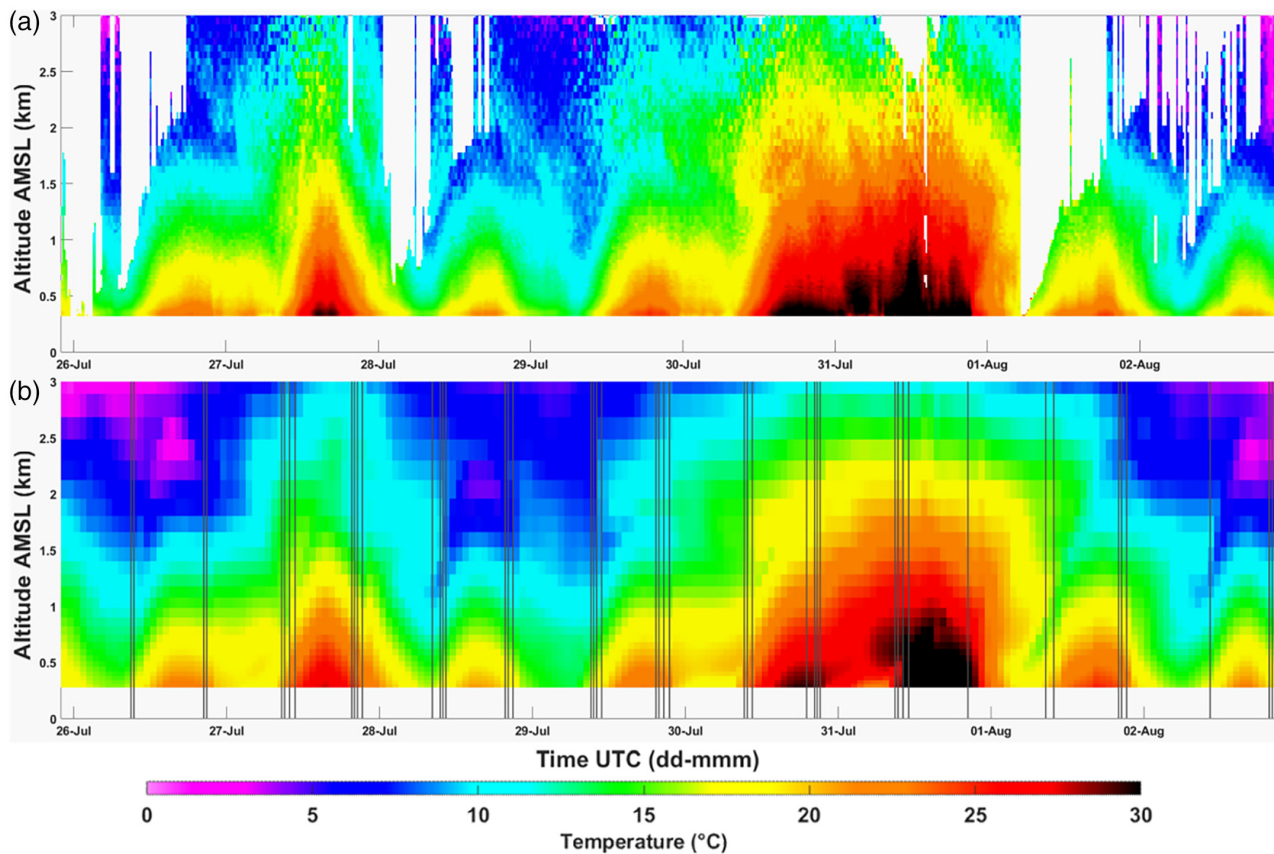 (a)
Altitude AMSL (km)
3
2.5
2
1.5
1
0.5
0
26-Jul 27-Jul 28-Jul 29-Jul 30-Jul 31-Jul 01-Aug 02-Aug
(b)
Altitude AMSL (km)
3
2.5
2
1.5
1
0.5
0
26-Jul 27-Jul 28-Jul 29-Jul 30-Jul 31-Jul 01-Aug 02-Aug
Time UTC (dd-mmm)
0 5 10 15 20 25 30
Temperature (°C)